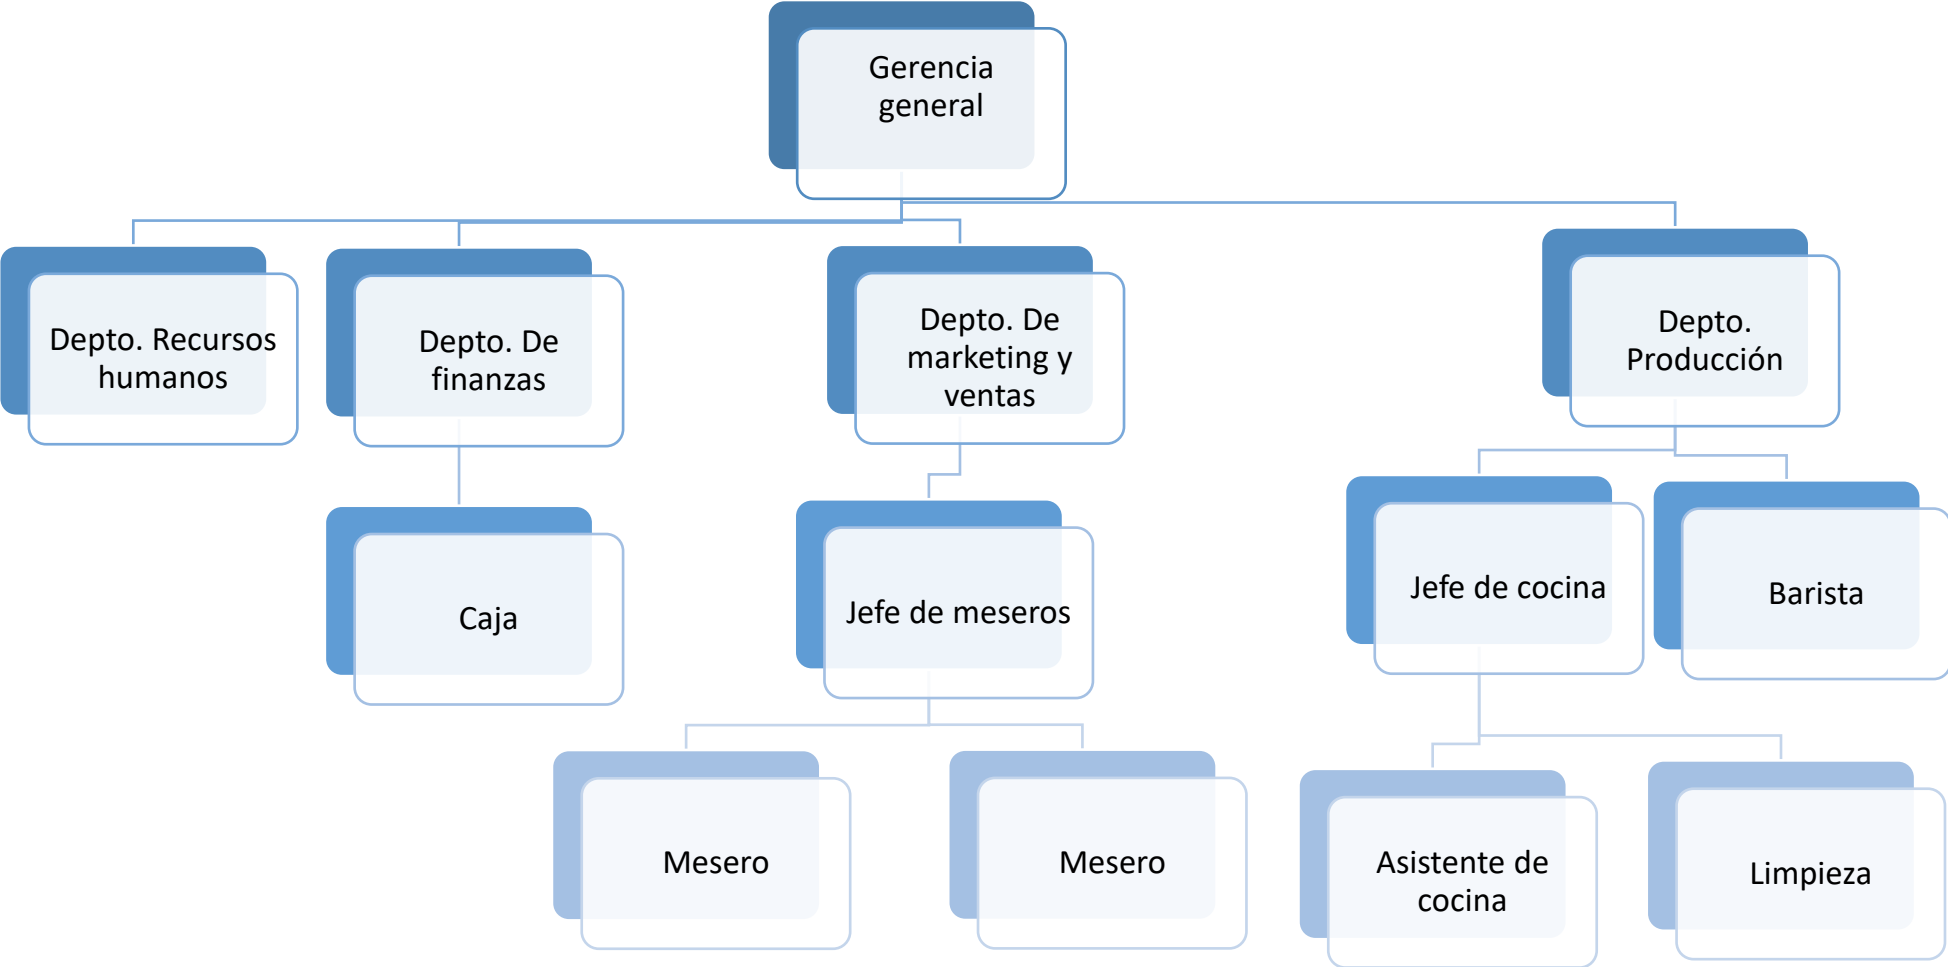 Gerencia
general
Depto. Recursos
humanos
Depto. De
finanzas
Depto. De
marketing y
ventas
Depto.
Producción
Caja
Jefe de meseros
Jefe de cocina
Barista
Mesero
Mesero
Asistente de
cocina
Limpieza